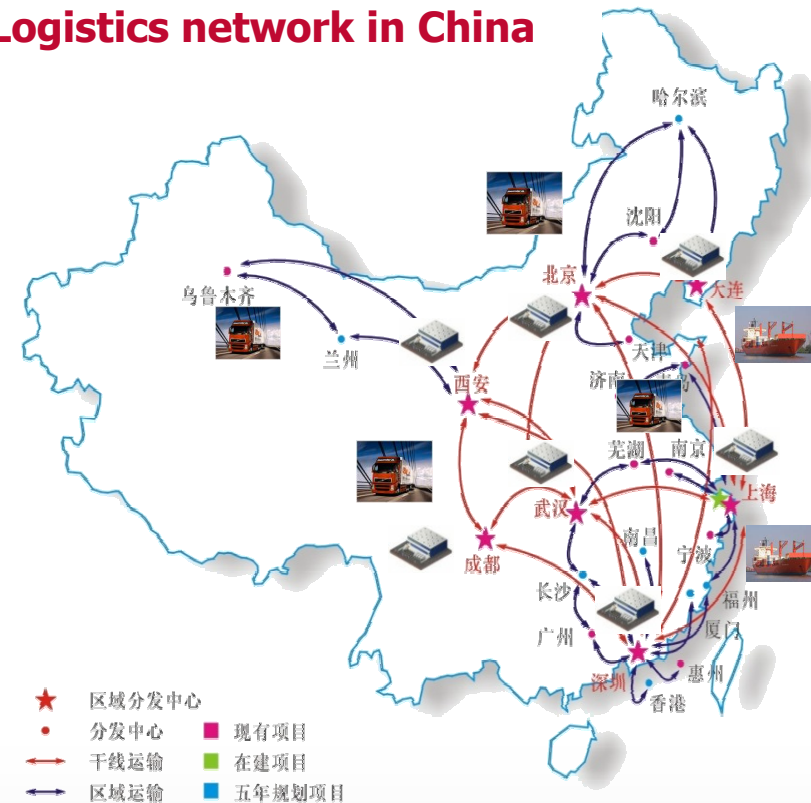 Logistics network in China
哈尔滨
沈阳
北京
大连
乌鲁木齐
兰州
天津
济南
西安
芜湖
南京
上海
武汉
南昌
宁波
成都
长沙
福州
广州
厦门
深圳
惠州
香港
区域分发中心
分发中心
现有项目
干线运输
在建项目
区域运输
五年规划项目